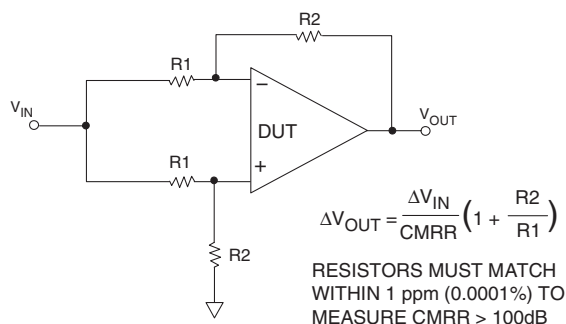 R2
R1
V_IN
−
DUT
V_OUT
R1
+
R2
ΔV_OUT = ΔV_IN / CMRR (1 + R2 / R1)
RESISTORS MUST MATCH
WITHIN 1 ppm (0.0001%) TO
MEASURE CMRR > 100dB